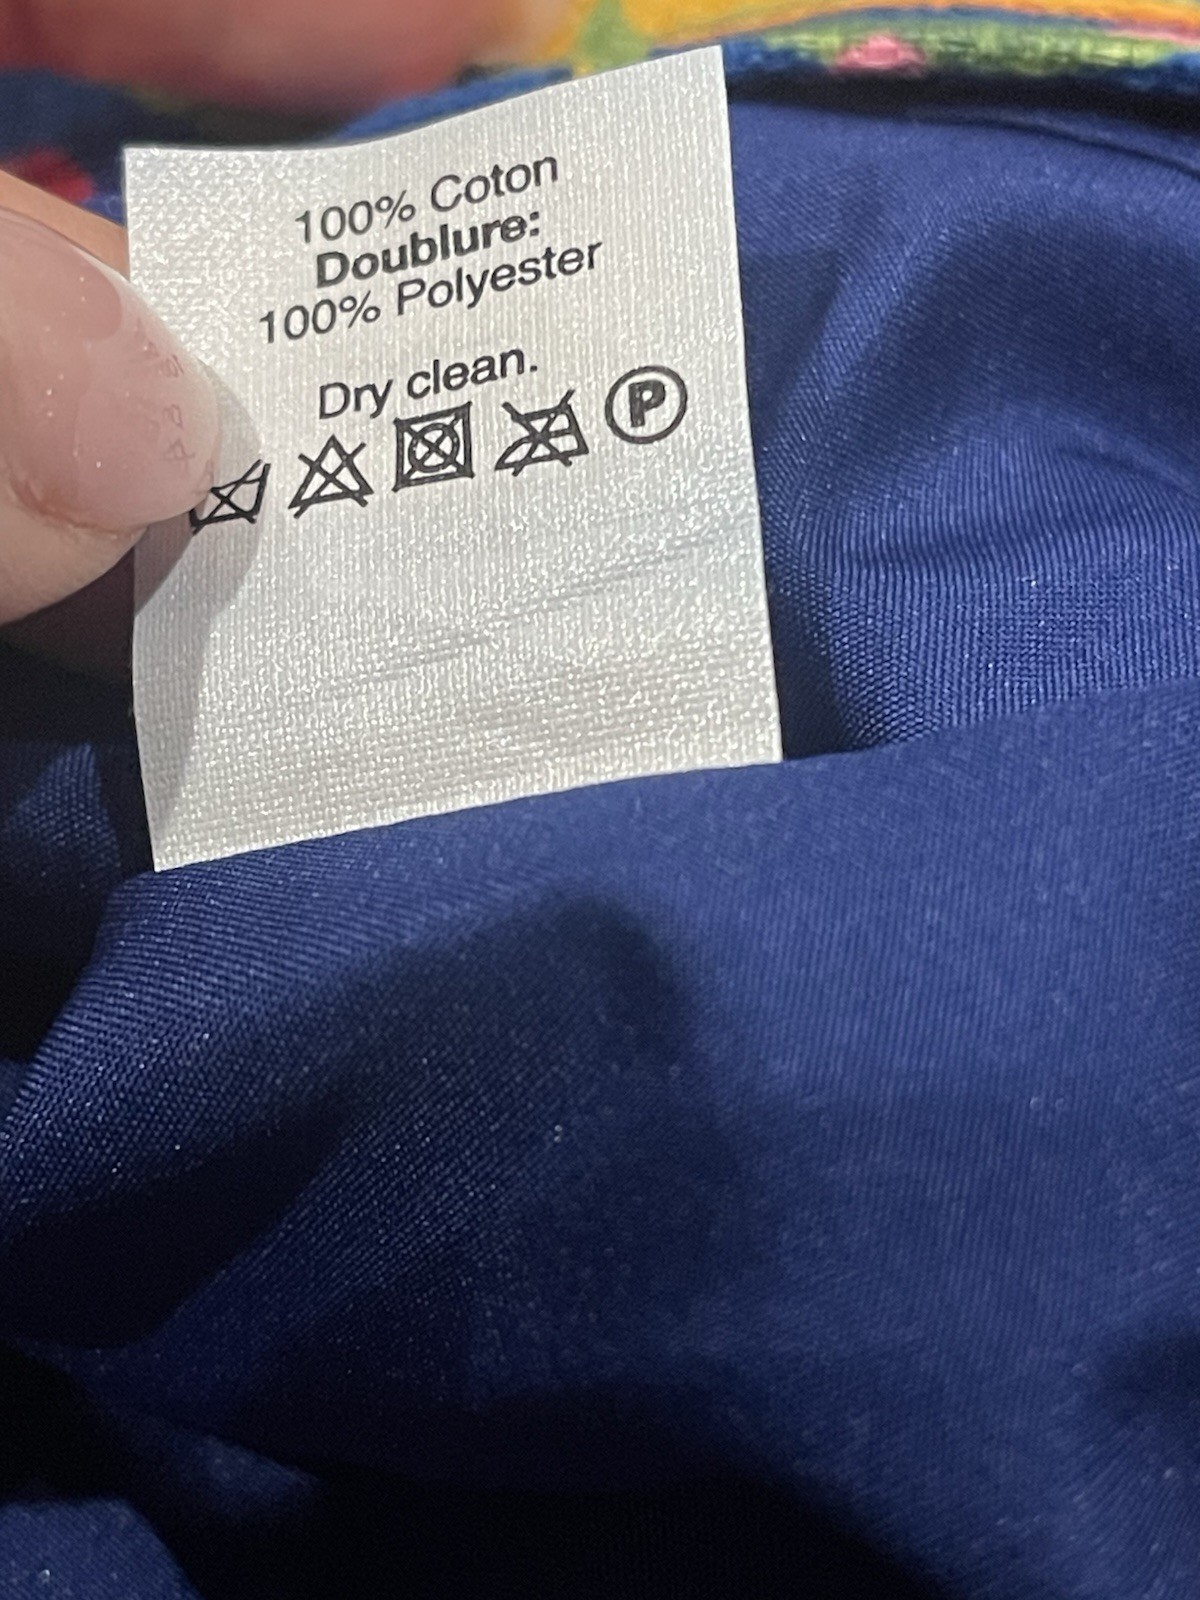 100% Coton
Doublure:
100% Polyester
Dry clean.
P